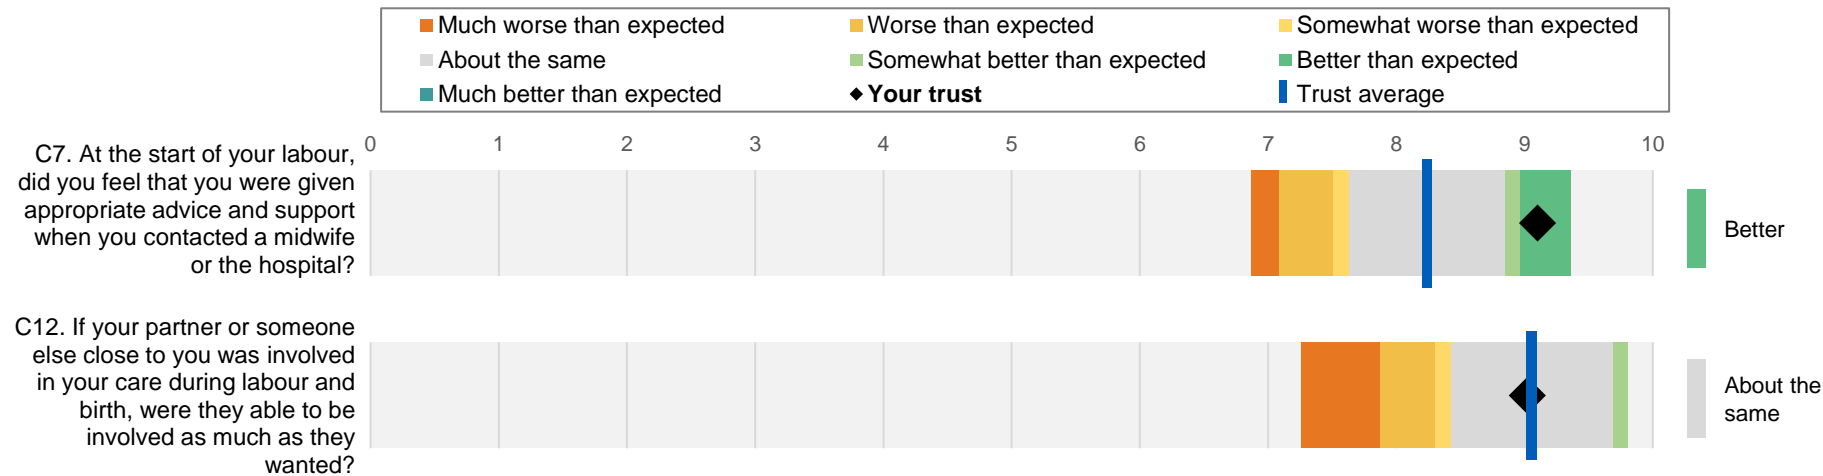 Much worse than expected
Worse than expected
Somewhat worse than expected
About the same
Somewhat better than expected
Better than expected
Much better than expected
Your trust
Trust average
0 1 2 3 4 5 6 7 8 9 10
C7. At the start of your labour,
did you feel that you were given
appropriate advice and support
when you contacted a midwife
or the hospital?
Better
C12. If your partner or someone
else close to you was involved
in your care during labour and
birth, were they able to be
involved as much as they
wanted?
About the
same